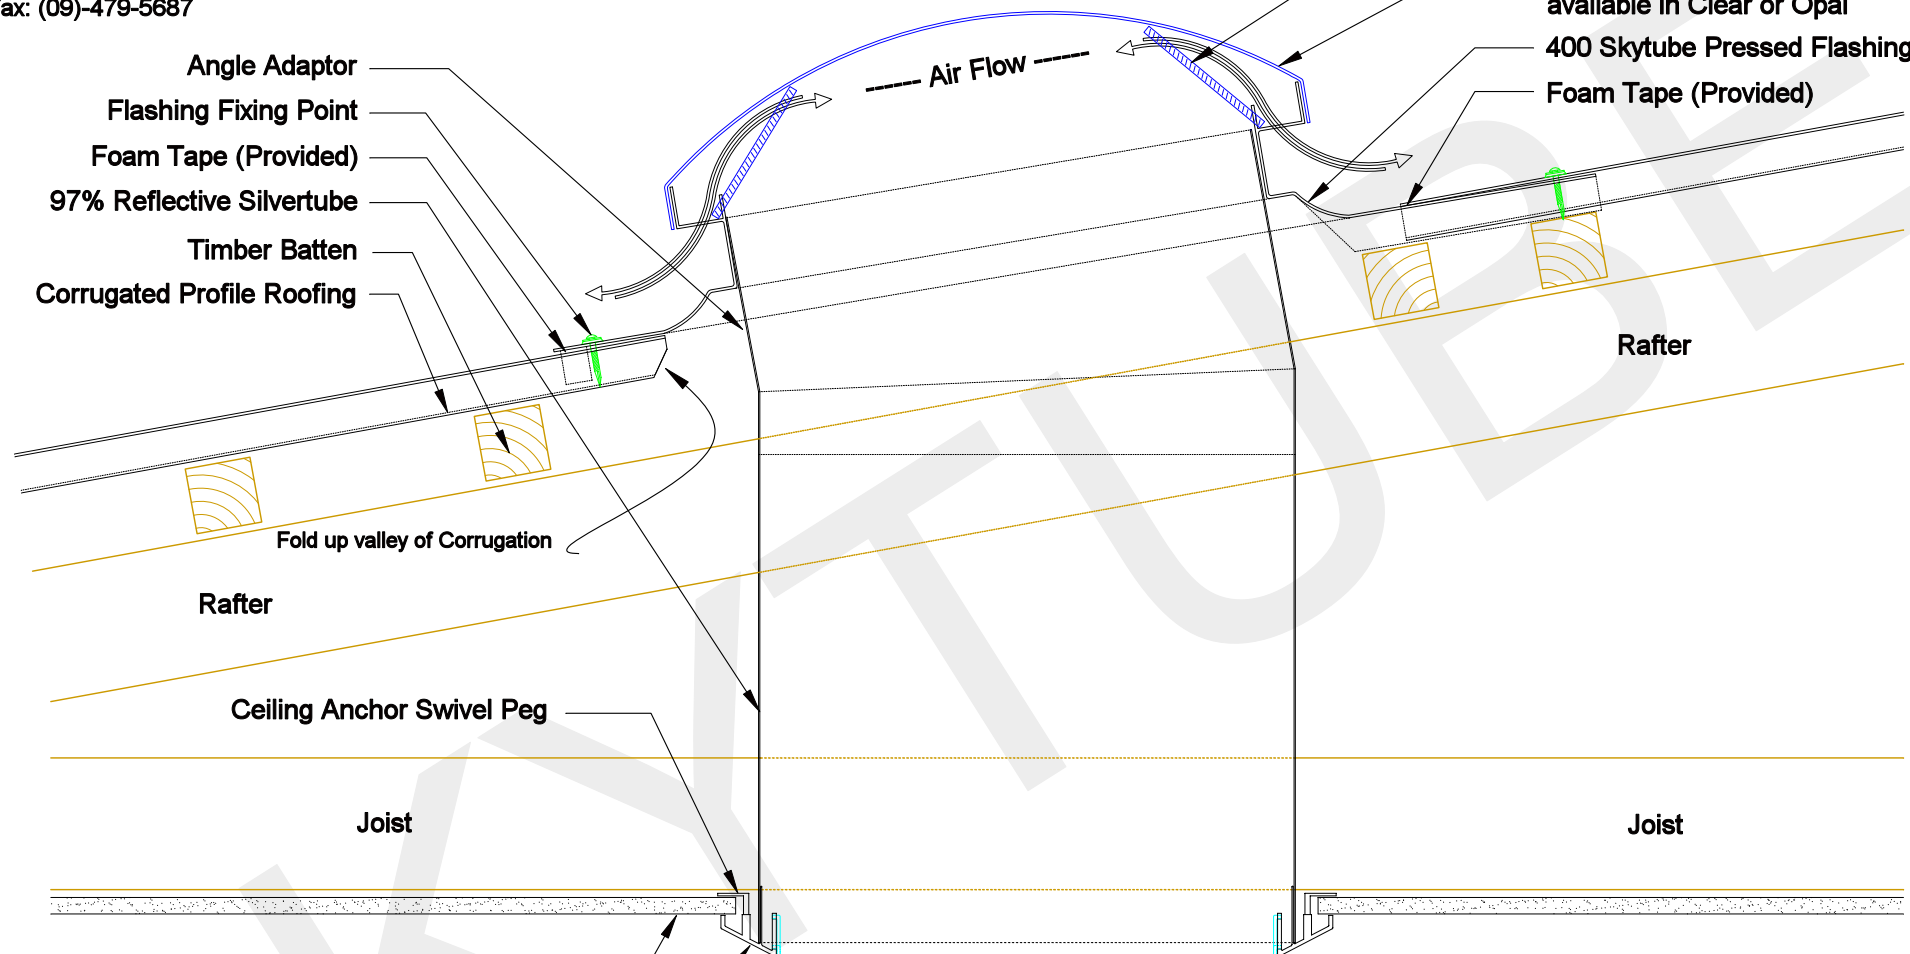 Fax: (09)-479-5687
available in Clear or Opal
Angle Adaptor
400 Skytube Pressed Flashing
Flashing Fixing Point
Foam Tape (Provided)
Foam Tape (Provided)
97% Reflective Silvertube
Timber Batten
Corrugated Profile Roofing
------ Air Flow ------
Rafter
Fold up valley of Corrugation
Rafter
Ceiling Anchor Swivel Peg
Joist
Joist
KYTUBE